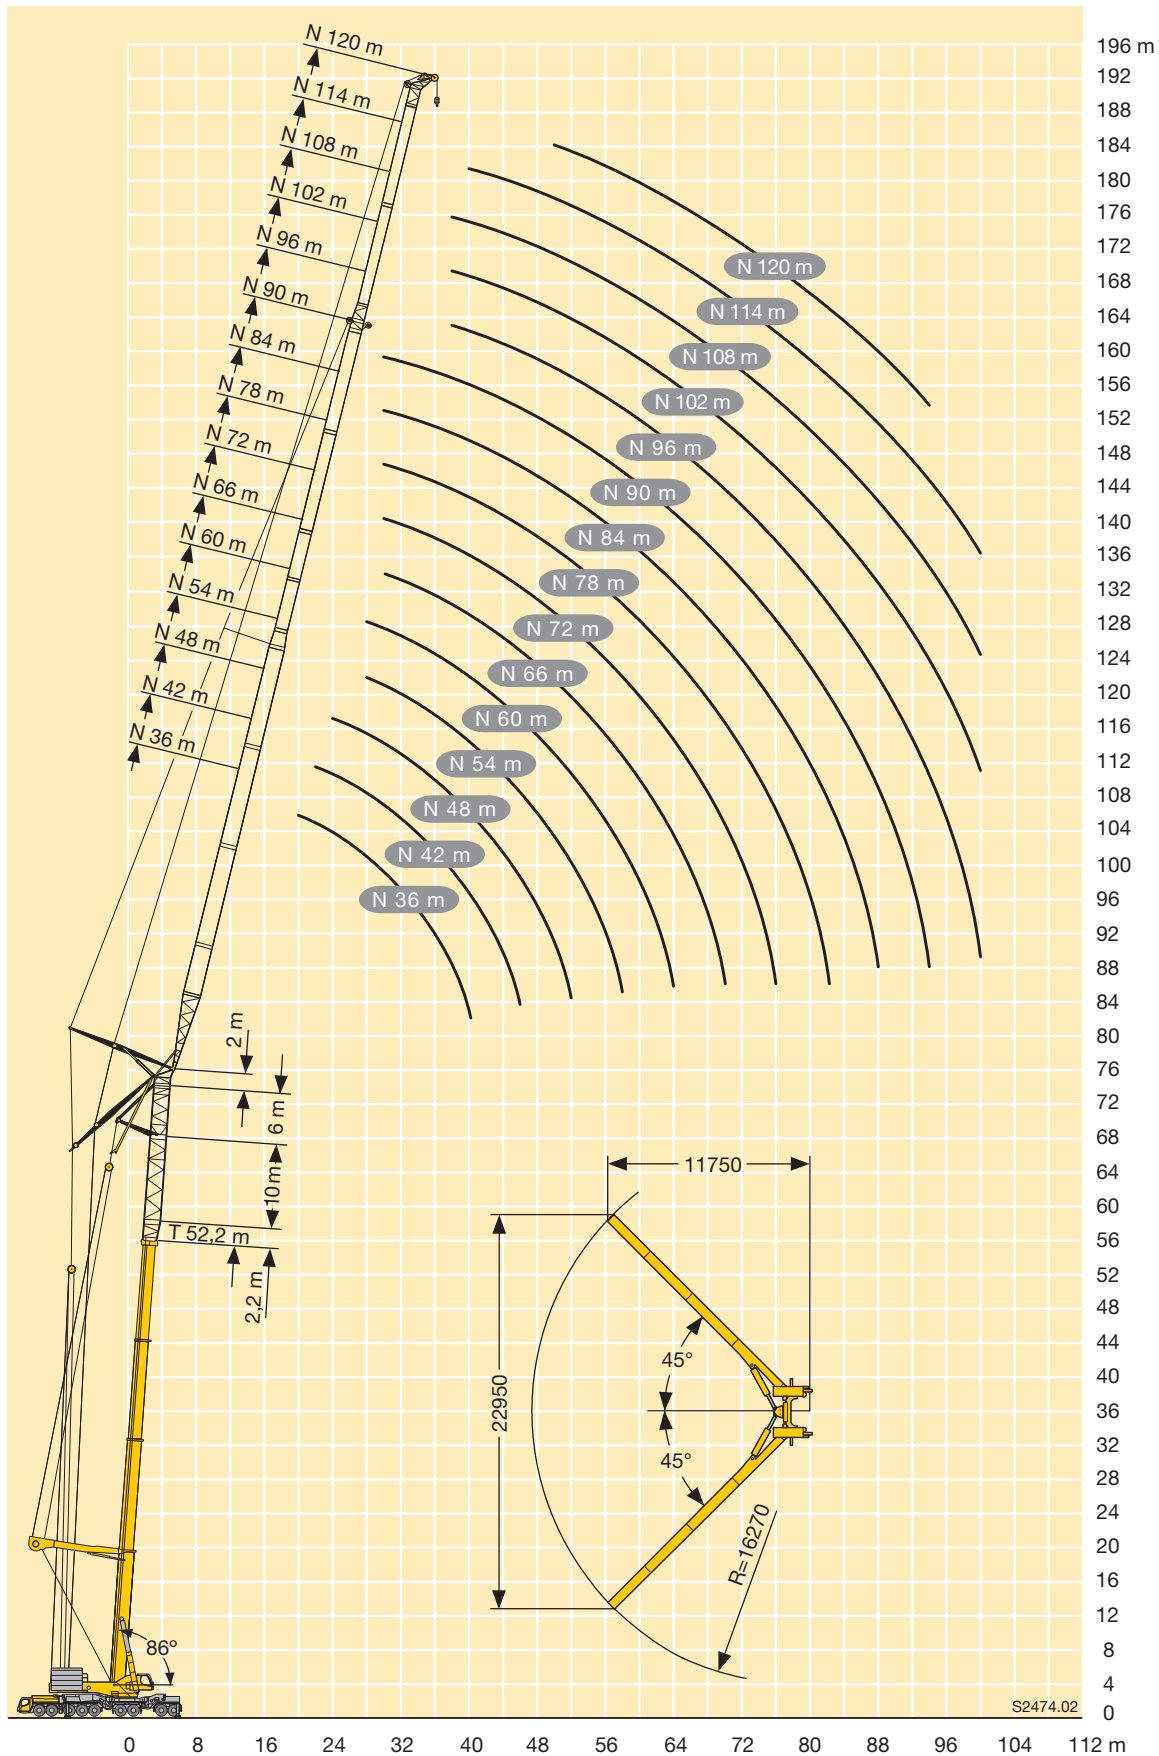 N 120 m
N 114 m
N 108 m
N 102 m
N 96 m
N 90 m
N 84 m
N 78 m
N 72 m
N 66 m
N 60 m
N 54 m
N 48 m
N 42 m
N 36 m
N 120 m
N 114 m
N 108 m
N 102 m
N 96 m
N 90 m
N 84 m
N 78 m
N 72 m
N 66 m
N 60 m
N 54 m
N 48 m
N 42 m
N 36 m
196 m
192
188
184
180
176
172
168
164
160
156
152
148
144
140
136
132
128
124
120
116
112
108
104
100
96
92
88
84
80
76
72
68
64
60
56
52
48
44
40
36
32
28
24
20
16
12
8
4
0
2 m
6 m
10 m
T 52,2 m
2,2 m
86°
11750
22950
45°
45°
R=16270
S2474.02
0 8 16 24 32 40 48 56 64 72 80 88 96 104 112 m